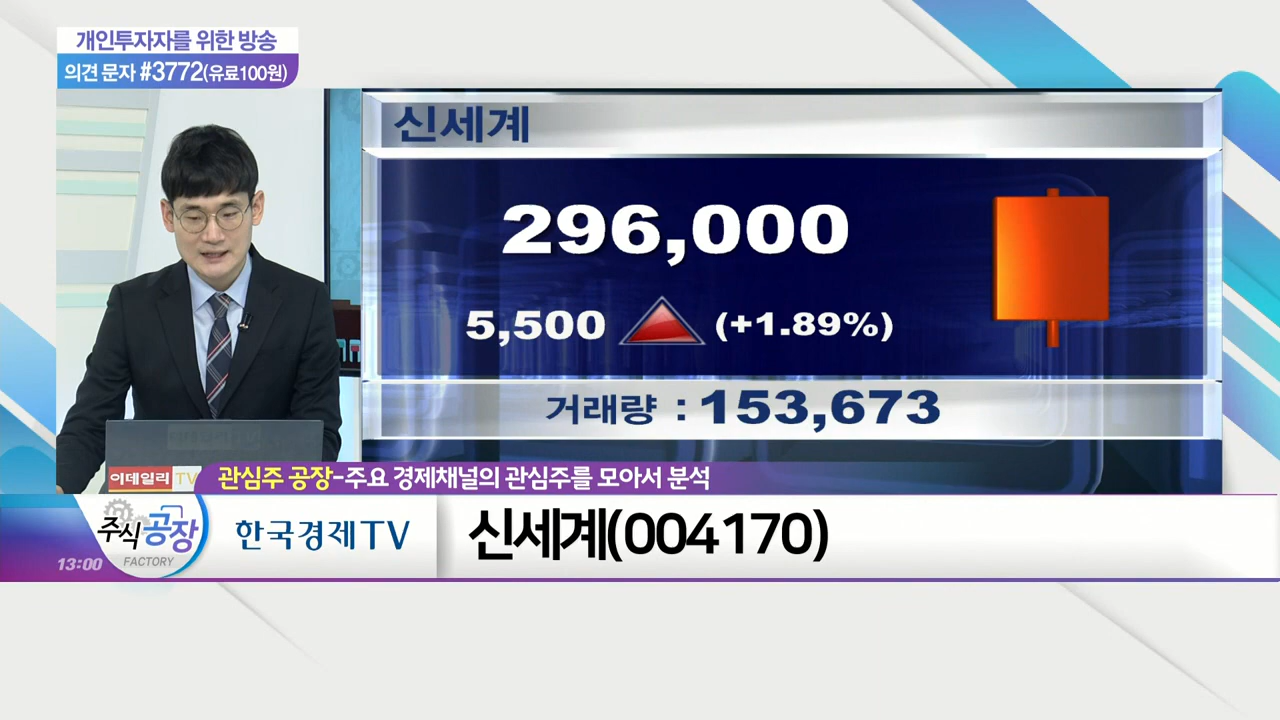 개인투자자를 위한 방송
의견 문자 #3772(유료100원)
신세계
296,000
5,500 ▲ (+1.89%)
거래량 : 153,673
이데일리 TV
관심주 공장-주요 경제채널의 관심주를 모아서 분석
주식공장
FACTORY
13:00
한국경제TV
신세계(004170)